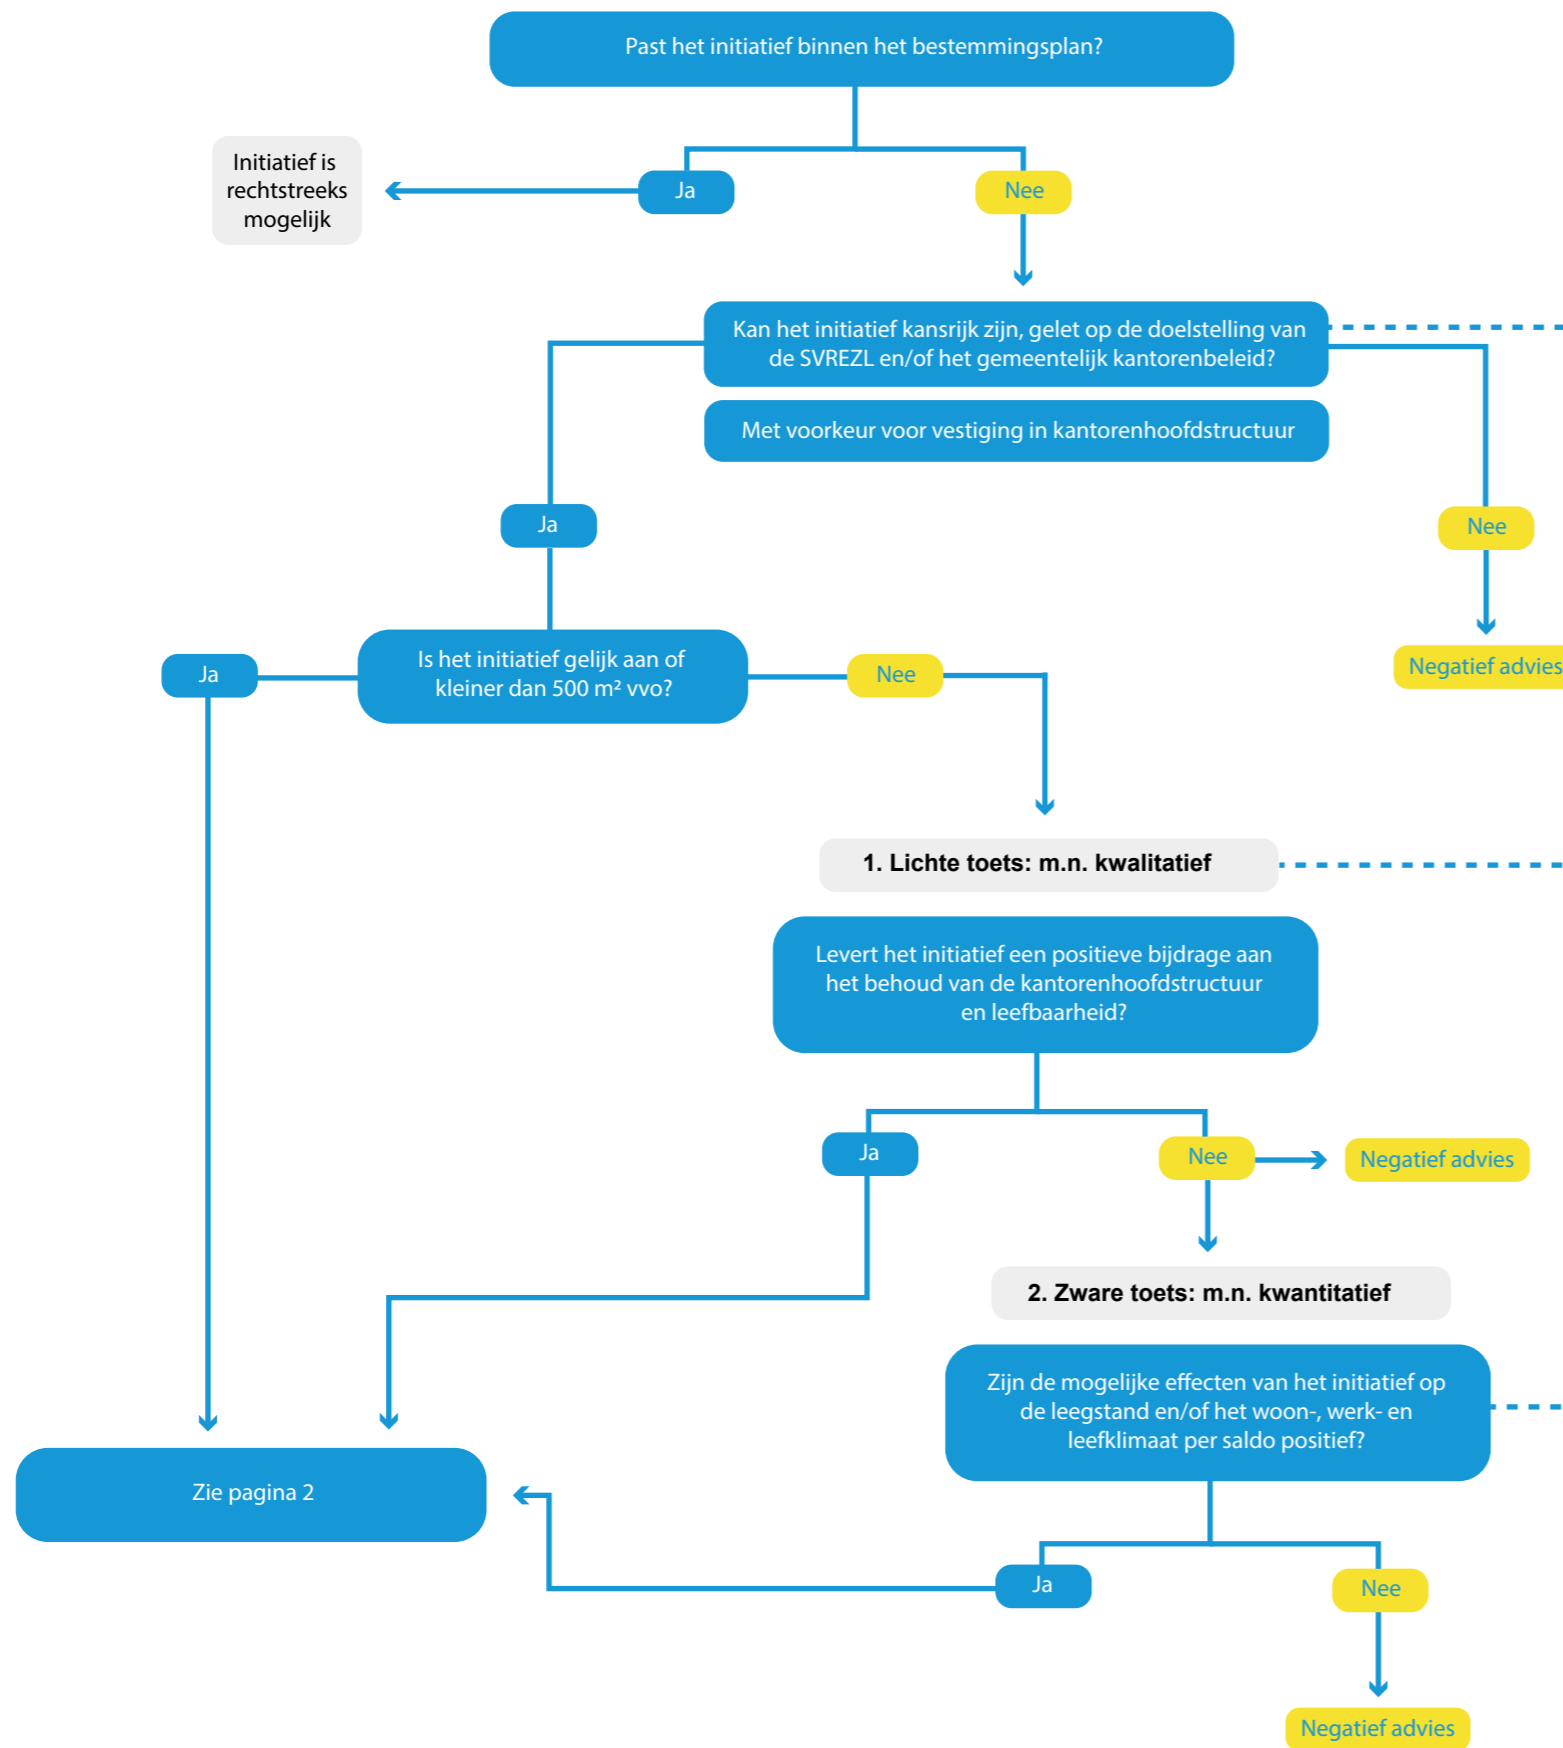 Past het initiatief binnen het bestemmingsplan?
Initiatief is
rechtstreeks
mogelijk
Ja
Nee
Kan het initiatief kansrijk zijn, gelet op de doelstelling van
de SVREZL en/of het gemeentelijk kantorenbeleid?
Met voorkeur voor vestiging in kantorenhoofdstructuur
Ja
Nee
Negatief advies
Ja
Is het initiatief gelijk aan of
kleiner dan 500 m² vvo?
Nee
1. Lichte toets: m.n. kwalitatief
Levert het initiatief een positieve bijdrage aan
het behoud van de kantorenhoofdstructuur
en leefbaarheid?
Ja
Nee
Negatief advies
2. Zware toets: m.n. kwantitatief
Zijn de mogelijke effecten van het initiatief op
de leegstand en/of het woon-, werk- en
leefklimaat per saldo positief?
Zie pagina 2
Ja
Nee
Negatief advies